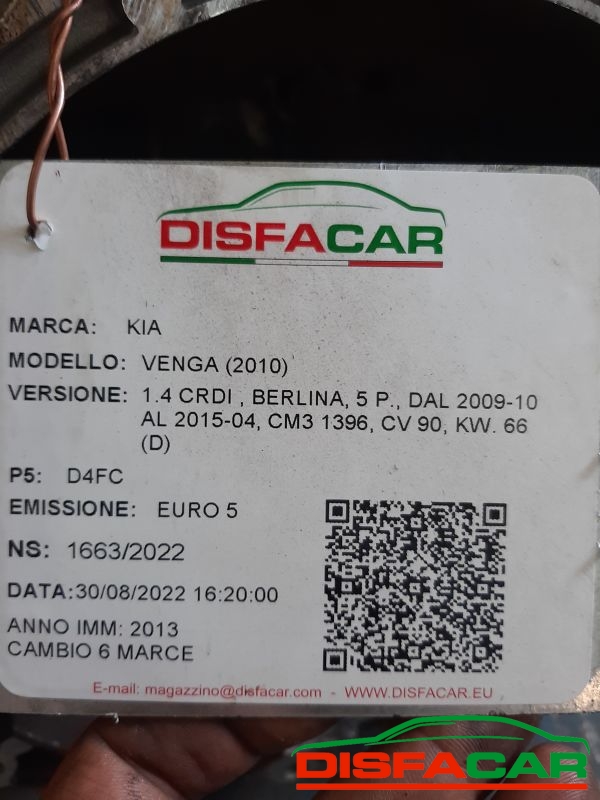 DISFACAR
MARCA: KIA
MODELLO: VENGA (2010)
VERSIONE: 1.4 CRDI , BERLINA, 5 P., DAL 2009-10
AL 2015-04, CM3 1396, CV 90, KW. 66
(D)
P5: D4FC
EMISSIONE: EURO 5
NS: 1663/2022
DATA:30/08/2022 16:20:00
ANNO IMM: 2013
CAMBIO 6 MARCE
E-mail: magazzino@disfacar.com - WWW.DISFACAR.EU
DISFACAR